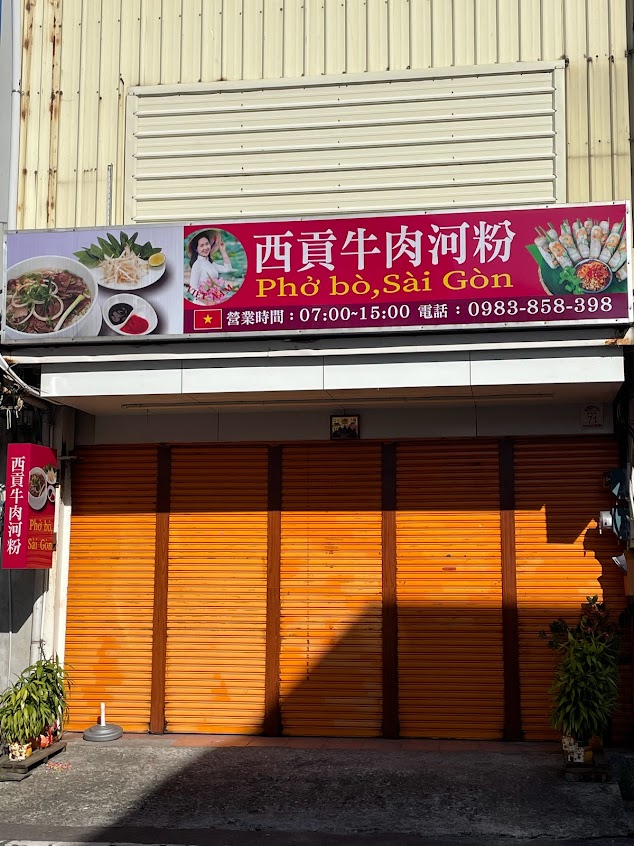 西貢牛肉河粉
Phở bò,Sài Gòn
營業時間：07:00~15:00 電話：0983-858-398
西貢牛肉河粉
Phở bò,
Sài Gòn
71